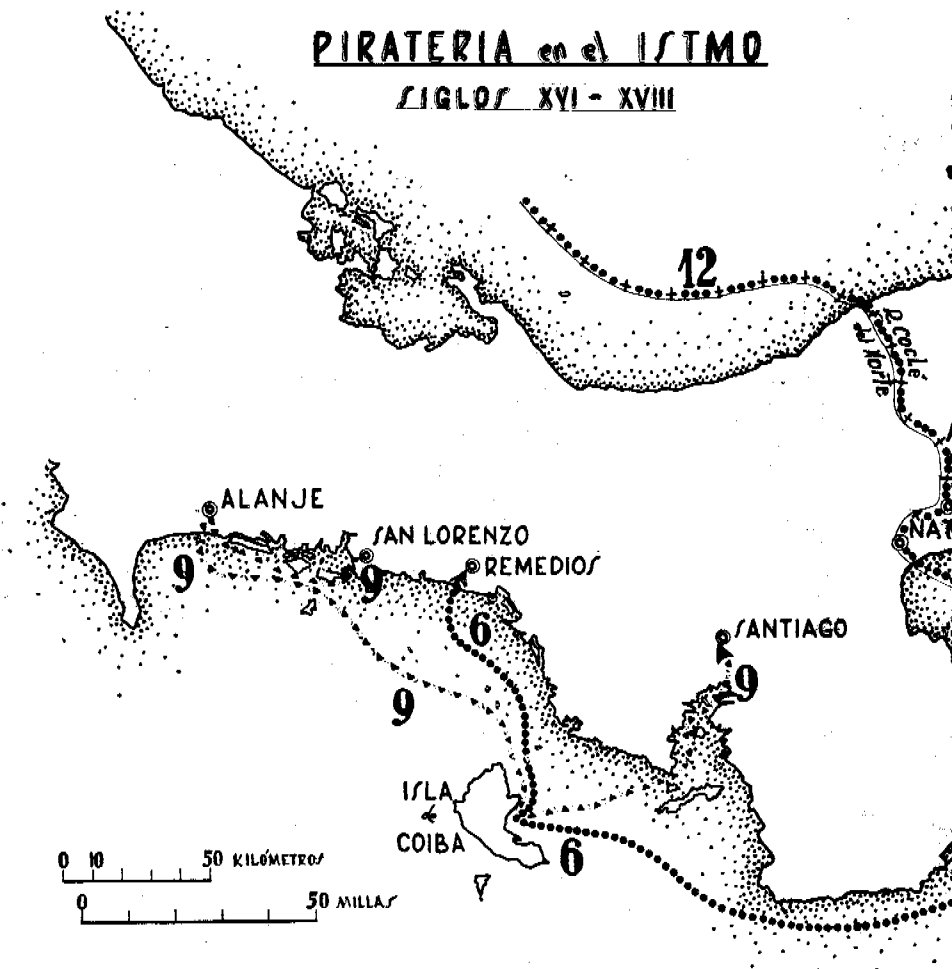 PIRATERIA en el ISTMO
SIGLOS XVI - XVIII
12
R. Coclé
del Norte
ALANJE
SAN LORENZO
NAT
9
9
REMEDIOS
6
SANTIAGO
9
9
ISLA
de
COIBA
6
0 10 50 KILÓMETROS
0 50 MILLAS